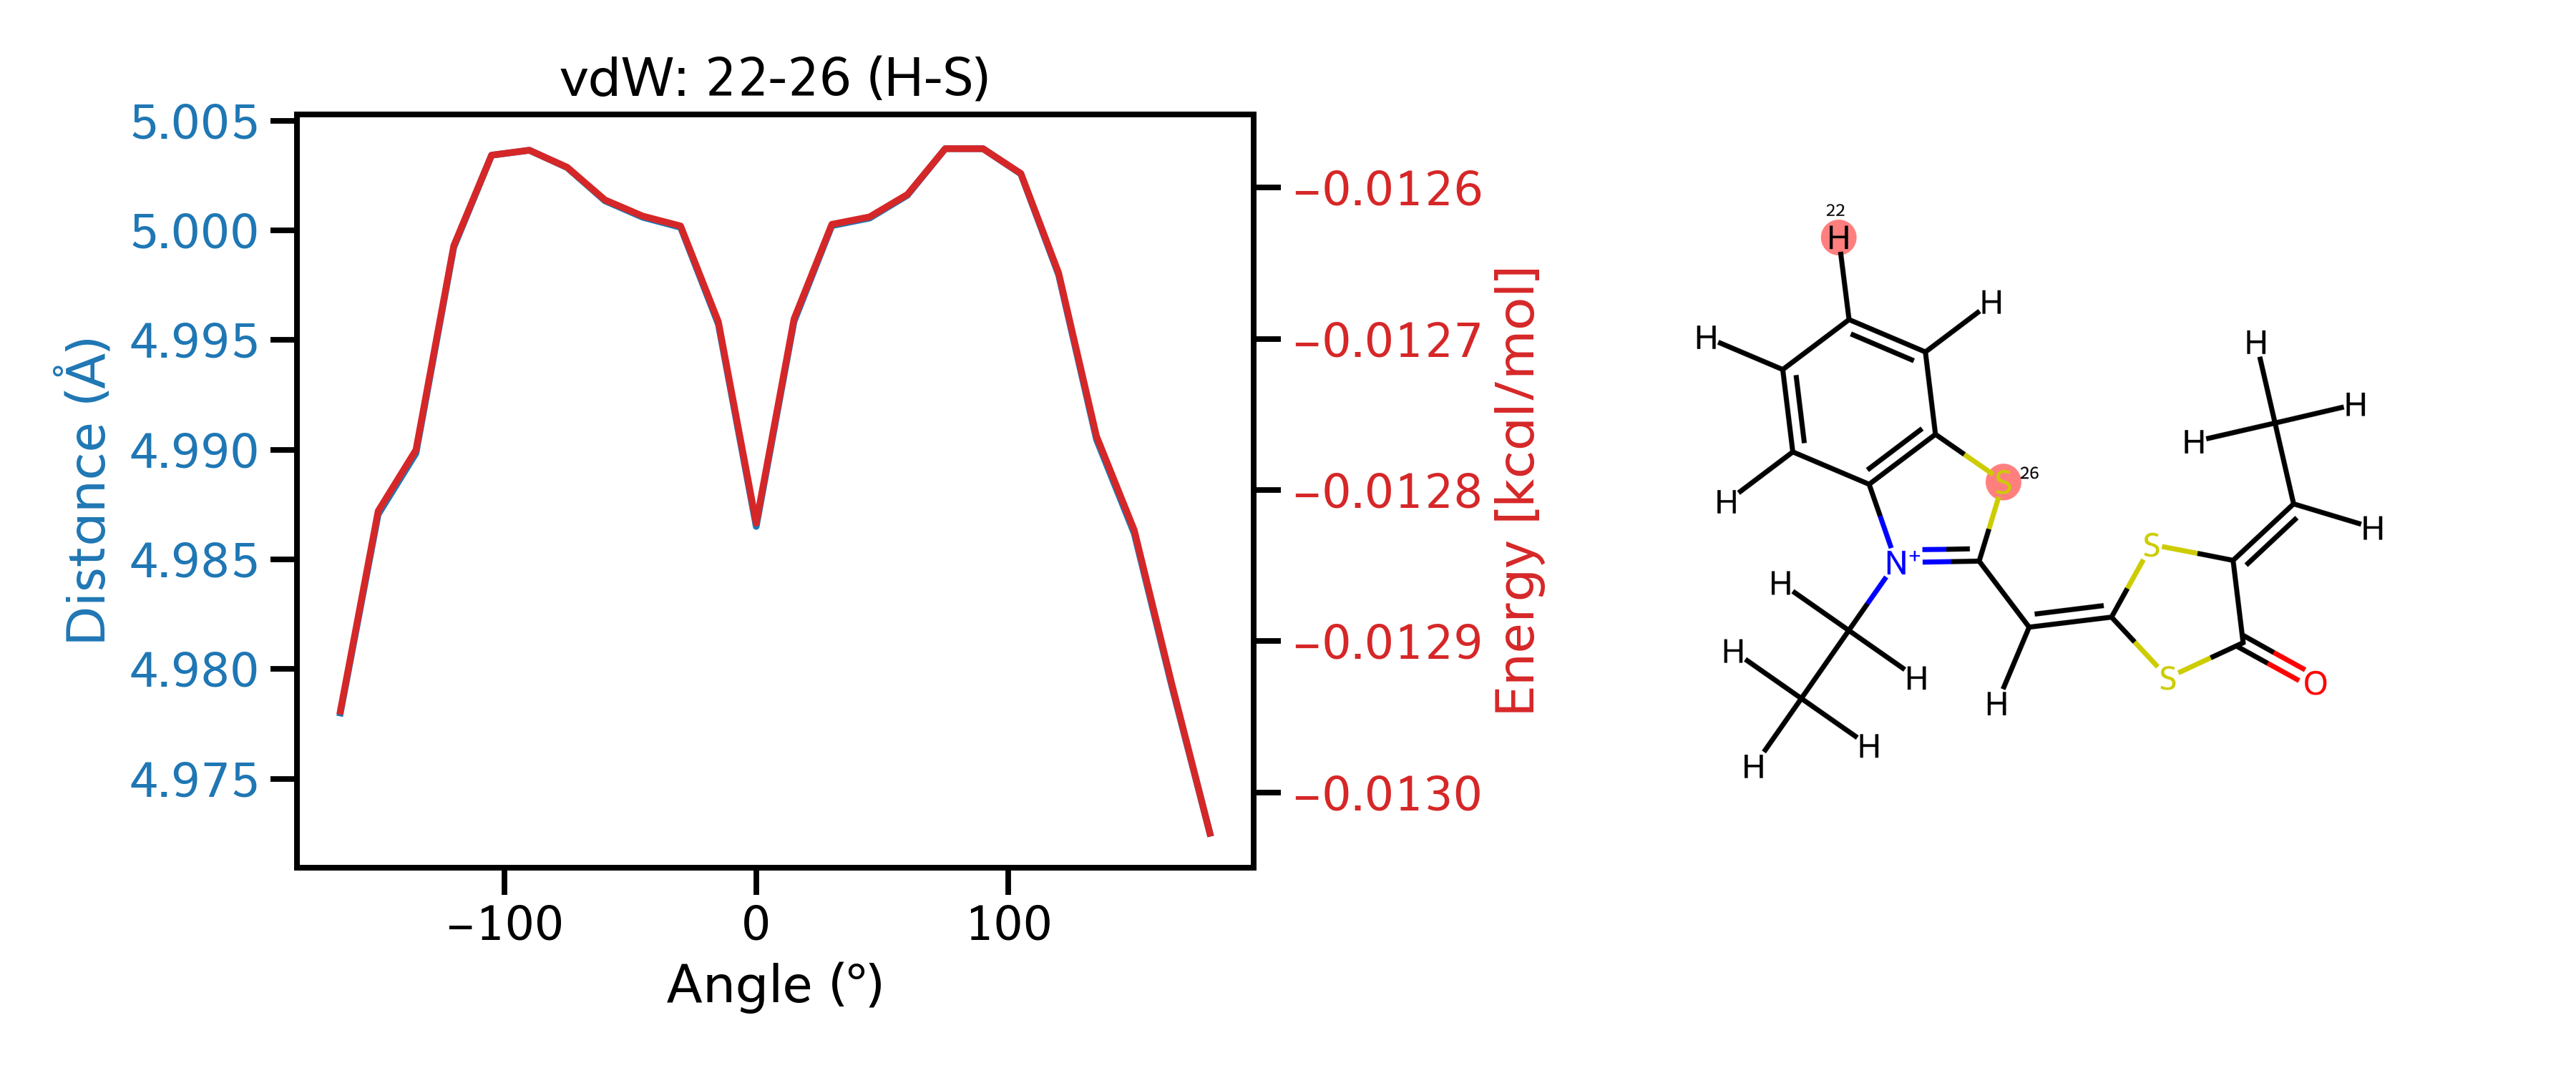 vdW: 22-26 (H-S)
5.005
5.000
4.995
4.990
4.985
4.980
4.975
Distance (Å)
−0.0126
−0.0127
−0.0128
−0.0129
−0.0130
Energy [kcal/mol]
−100
0
100
Angle (°)
22
H
H
H
H
H
H
H
S 26
H
S
N+
H
H
H
S
O
H
H
H
H